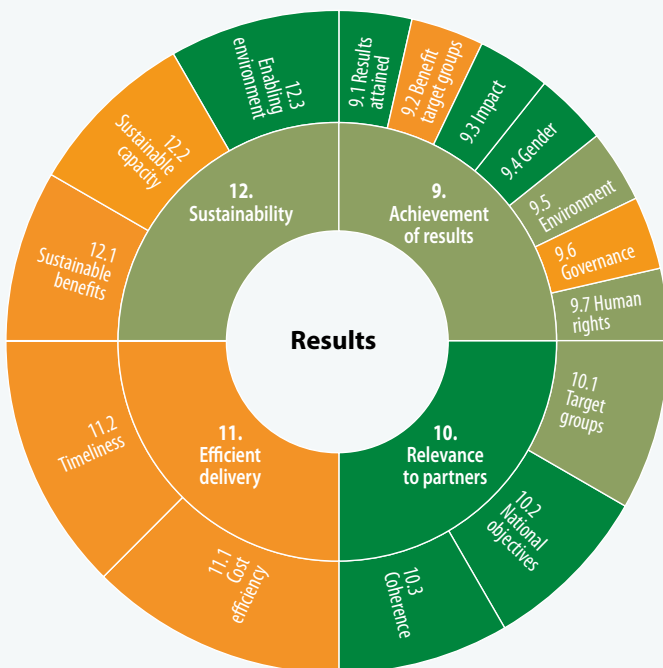 Results
9.
Achievement
of results
9.1 Results
attained
9.2 Benefit
target groups
9.3 Impact
9.4 Gender
9.5
Environment
9.6
Governance
9.7 Human
rights
10.
Relevance
to partners
10.1
Target
groups
10.2
National
objectives
10.3
Coherence
11.
Efficient
delivery
11.1 Cost
efficiency
11.2
Timeliness
12.
Sustainability
12.1
Sustainable
benefits
12.2
Sustainable
capacity
12.3
Enabling
environment